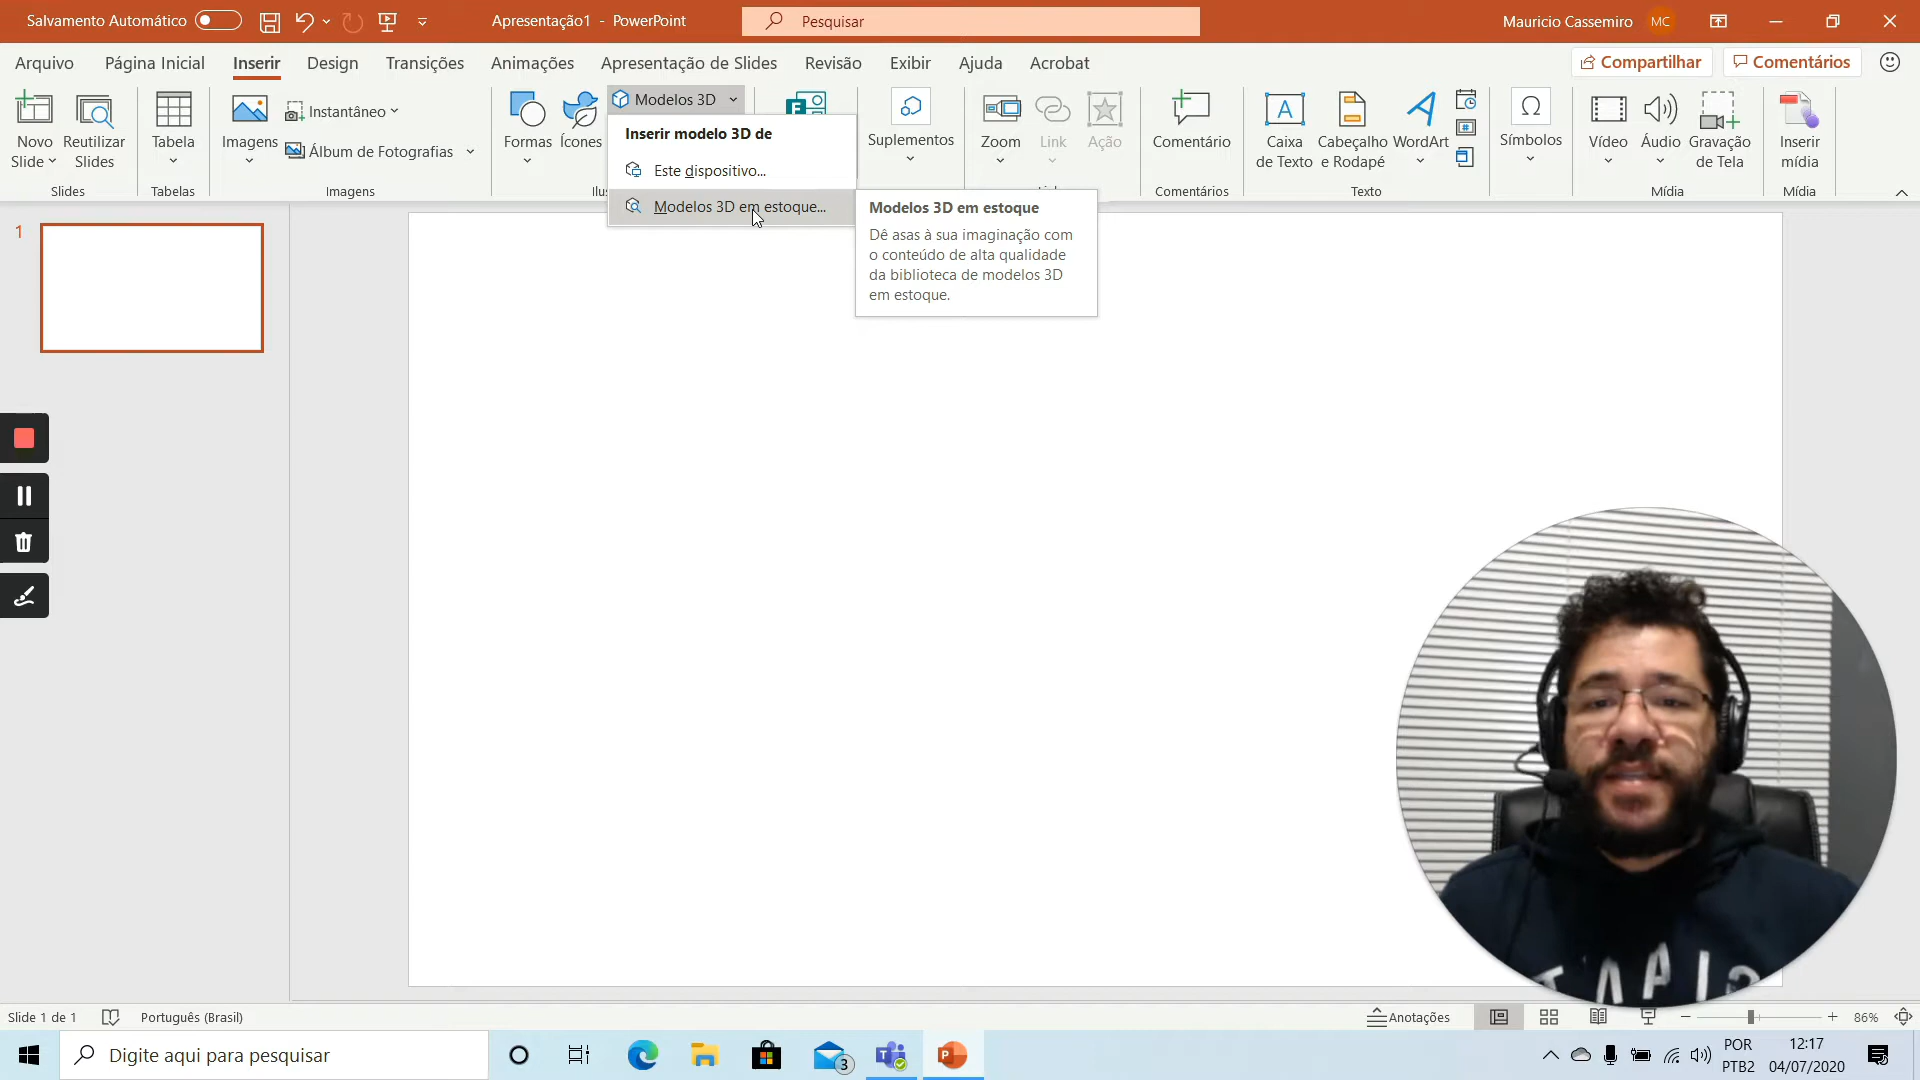 Salvamento Automático
Apresentação1 - PowerPoint
Pesquisar
Mauricio Cassemiro MC
Arquivo Página Inicial Inserir Design Transições Animações Apresentação de Slides Revisão Exibir Ajuda Acrobat
Compartilhar Comentários
Novo
Slide
Reutilizar
Slides
Slides
Tabela
Tabelas
Imagens
Instantâneo
Álbum de Fotografias
Imagens
Formas
Ícones
Modelos 3D
Inserir modelo 3D de
Este dispositivo...
Modelos 3D em estoque...
Modelos 3D em estoque
Dê asas à sua imaginação com
o conteúdo de alta qualidade
da biblioteca de modelos 3D
em estoque.
Suplementos
Zoom
Link
Ação
Comentário
Comentários
Caixa
de Texto
Cabeçalho
e Rodapé
WordArt
Texto
Símbolos
Vídeo
Áudio
Gravação
de Tela
Mídia
Inserir
mídia
Mídia
1
Slide 1 de 1
Português (Brasil)
Anotações
86%
Digite aqui para pesquisar
3
POR
PTB2
12:17
04/07/2020